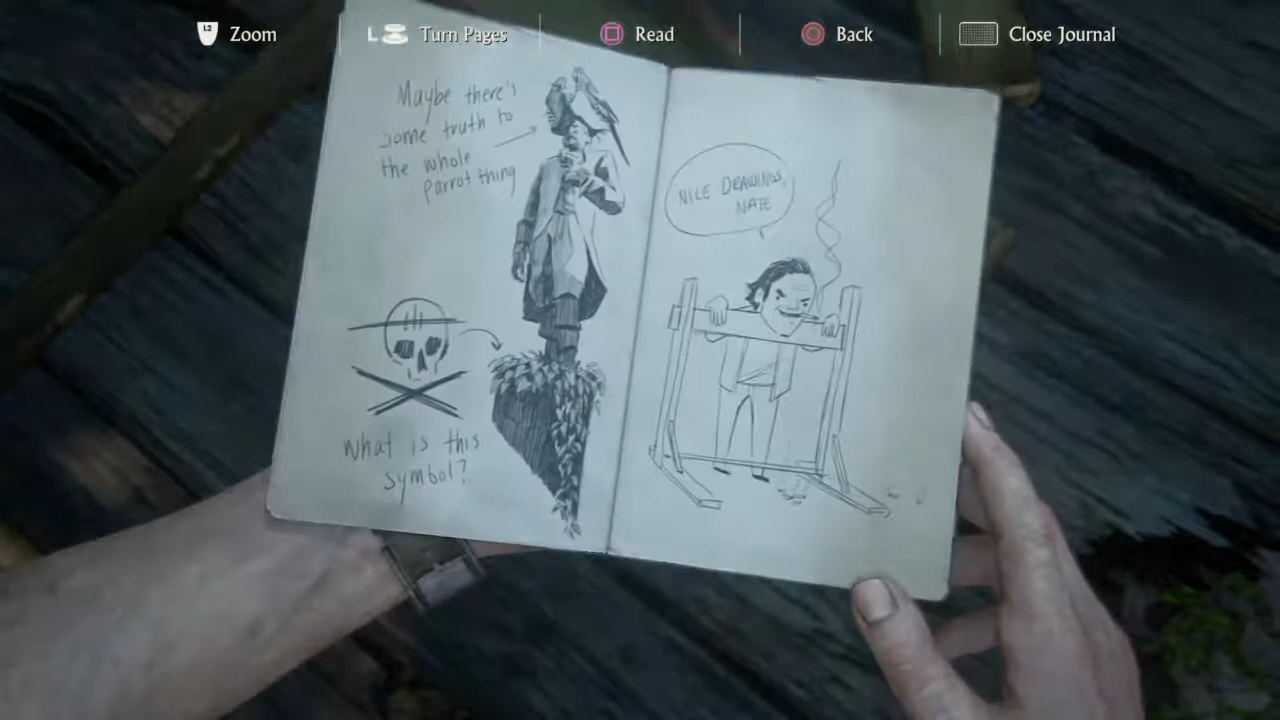 L2 Zoom
L Turn Pages
Read
Back
Close Journal
Maybe there's
some truth to
the whole
parrot thing
What is this
symbol?
NICE DRAWINGS,
NATE